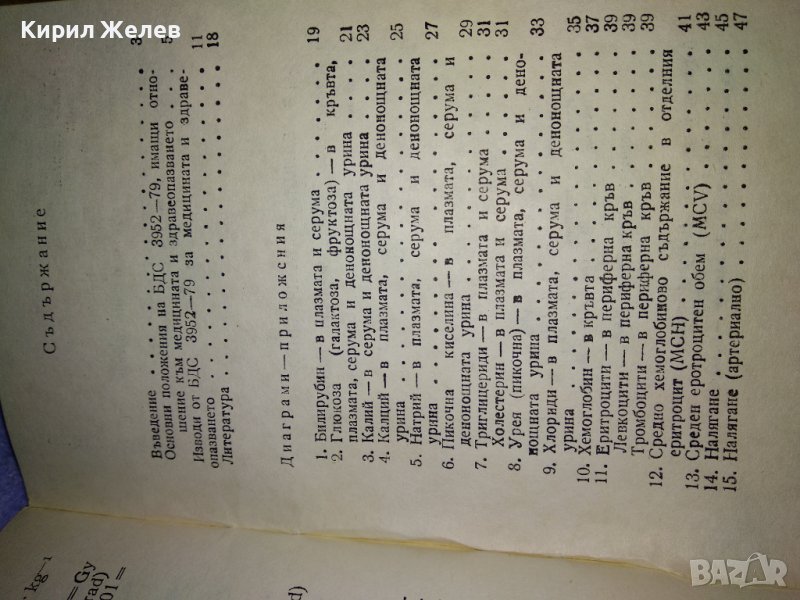 Кирил Желев
Съдържание
Въведение . . . . . . . . . . . . 3
Основни положения на БДС 3952—79, имащи отно-
шение към медицината и здравеопазването . . . . 5
Изводи от БДС 3952—79 за медицината и здраве-
опазването . . . . . . . . . . . . 11
Литература . . . . . . . . . . . . 18
Диаграми — приложения
1. Билирубин — в плазмата и серума . . . . . . . 19
2. Глюкоза (галактоза, фруктоза) — в кръвта,
плазмата, серума и денонощната урина . . . . . 21
3. Калий — в серума и денонощната урина . . . . 23
4. Калций — в плазмата, серума и денонощната
урина . . . . . . . . . . . . 25
5. Натрий — в плазмата, серума и денонощната
урина . . . . . . . . . . . . 27
6. Пикочна киселина — в плазмата, серума и
денонощната урина . . . . . . . . . . 29
7. Триглицериди — в плазмата и серума . . . . . 31
Холестерин — в плазмата и серума . . . . . . 31
8. Урея (пикочна) — в плазмата, серума и дено-
нощната урина . . . . . . . . . . . 33
9. Хлориди — в плазмата, серума и денонощната
урина . . . . . . . . . . . . 35
10. Хемоглобин — в кръвта . . . . . . . . . 37
11. Еритроцити — в периферна кръв . . . . . . 39
Левкоцити — в периферна кръв . . . . . . . 39
Тромбоцити — в периферна кръв . . . . . . . 39
12. Средно хемоглобиново съдържание в отделния
еритроцит (MCH) . . . . . . . . . . . 41
13. Среден еротроцитен обем (MCV) . . . . . . 43
14. Налягане . . . . . . . . . . . . 45
15. Налягане (артериално) . . . . . . . . . 47
kg—1
= Gy
rad)
01 =
)
BAZAR